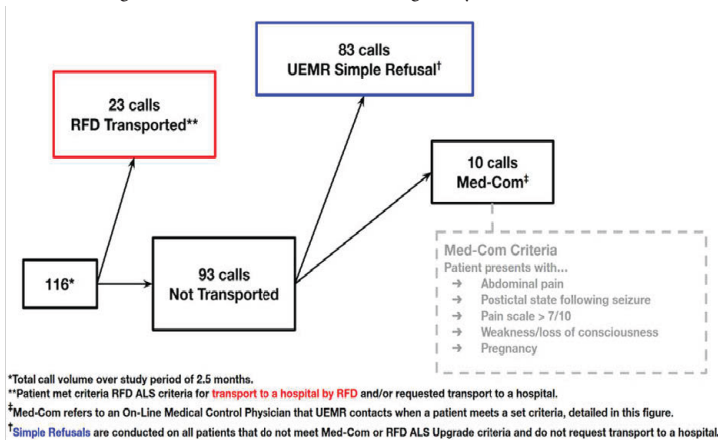 83 calls
UEMR Simple Refusal†
23 calls
RFD Transported**
10 calls
Med-Com‡
116*
93 calls
Not Transported
Med-Com Criteria
Patient presents with...
→ Abdominal pain
→ Postictal state following seizure
→ Pain scale > 7/10
→ Weakness/loss of consciousness
→ Pregnancy
*Total call volume over study period of 2.5 months.
**Patient met criteria RFD ALS criteria for transport to a hospital by RFD and/or requested transport to a hospital.
‡Med-Com refers to an On-Line Medical Control Physician that UEMR contacts when a patient meets a set criteria, detailed in this figure.
†Simple Refusals are conducted on all patients that do not meet Med-Com or RFD ALS Upgrade criteria and do not request transport to a hospital.